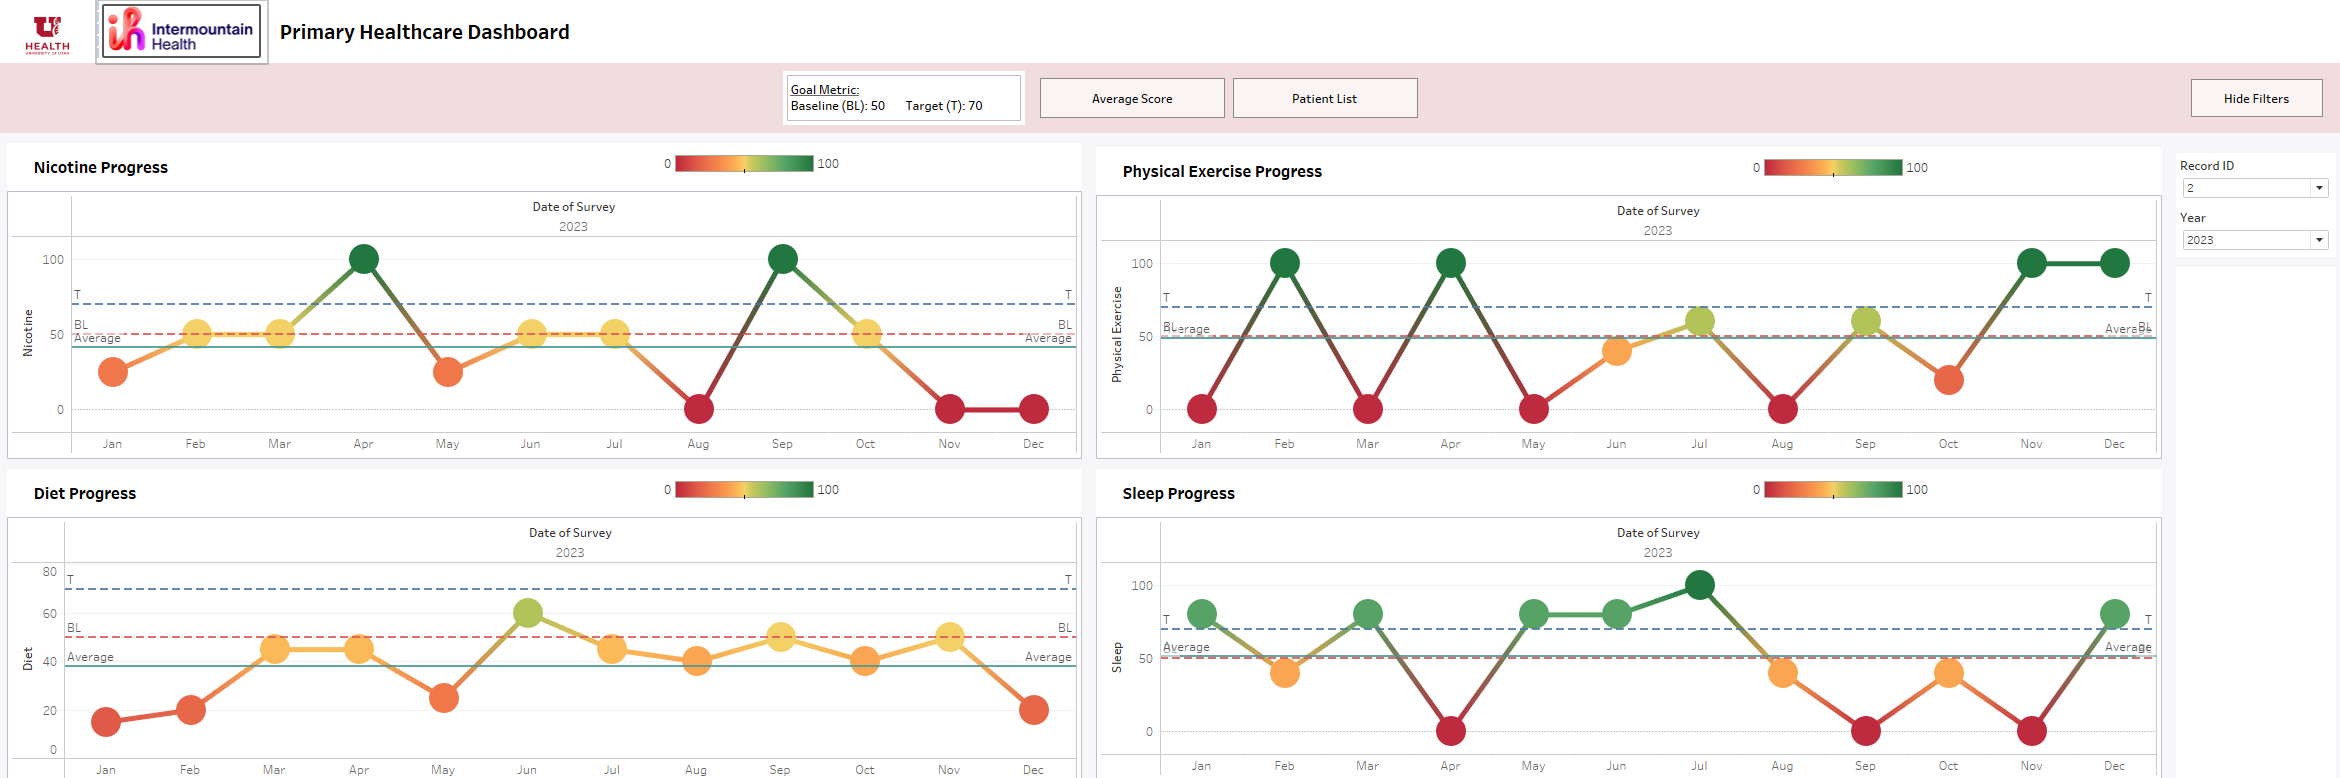 U
HEALTH
UNIVERSITY OF UTAH
Intermountain
Health
Primary Healthcare Dashboard
Goal Metric:
Baseline (BL): 50 Target (T): 70
Average Score
Patient List
Hide Filters
Nicotine Progress
0 100
Date of Survey
2023
Nicotine
100
50
0
T T
BL BL
Average Average
Jan Feb Mar Apr May Jun Jul Aug Sep Oct Nov Dec
Physical Exercise Progress
0 100
Date of Survey
2023
Physical Exercise
100
50
0
T T
BL Average Average BL
Jan Feb Mar Apr May Jun Jul Aug Sep Oct Nov Dec
Record ID
2
Year
2023
Diet Progress
0 100
Date of Survey
2023
Diet
80
60
40
20
0
T T
BL BL
Average Average
Jan Feb Mar Apr May Jun Jul Aug Sep Oct Nov Dec
Sleep Progress
0 100
Date of Survey
2023
Sleep
100
50
0
T T
Average Average
Jan Feb Mar Apr May Jun Jul Aug Sep Oct Nov Dec